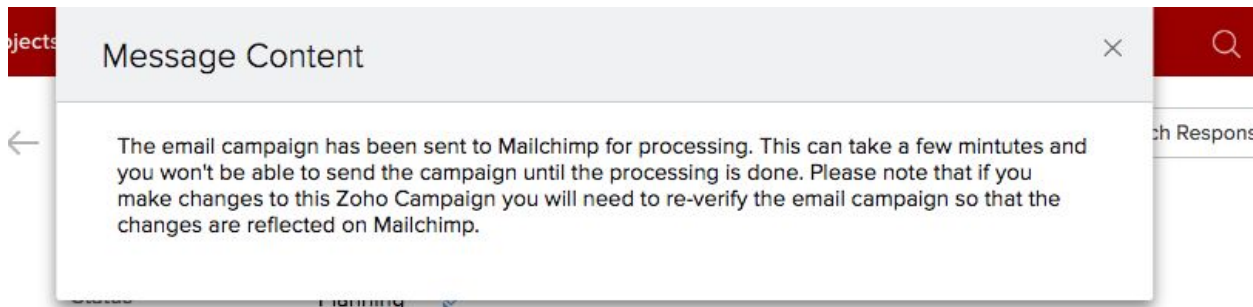 ojects
Message Content
The email campaign has been sent to Mailchimp for processing. This can take a few mintutes and
you won't be able to send the campaign until the processing is done. Please note that if you
make changes to this Zoho Campaign you will need to re-verify the email campaign so that the
changes are reflected on Mailchimp.
ch Respons
Status Planning